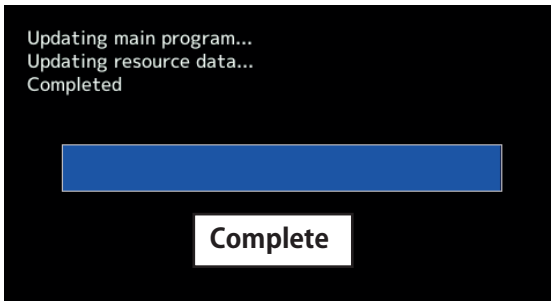 Updating main program...
Updating resource data...
Completed
Complete